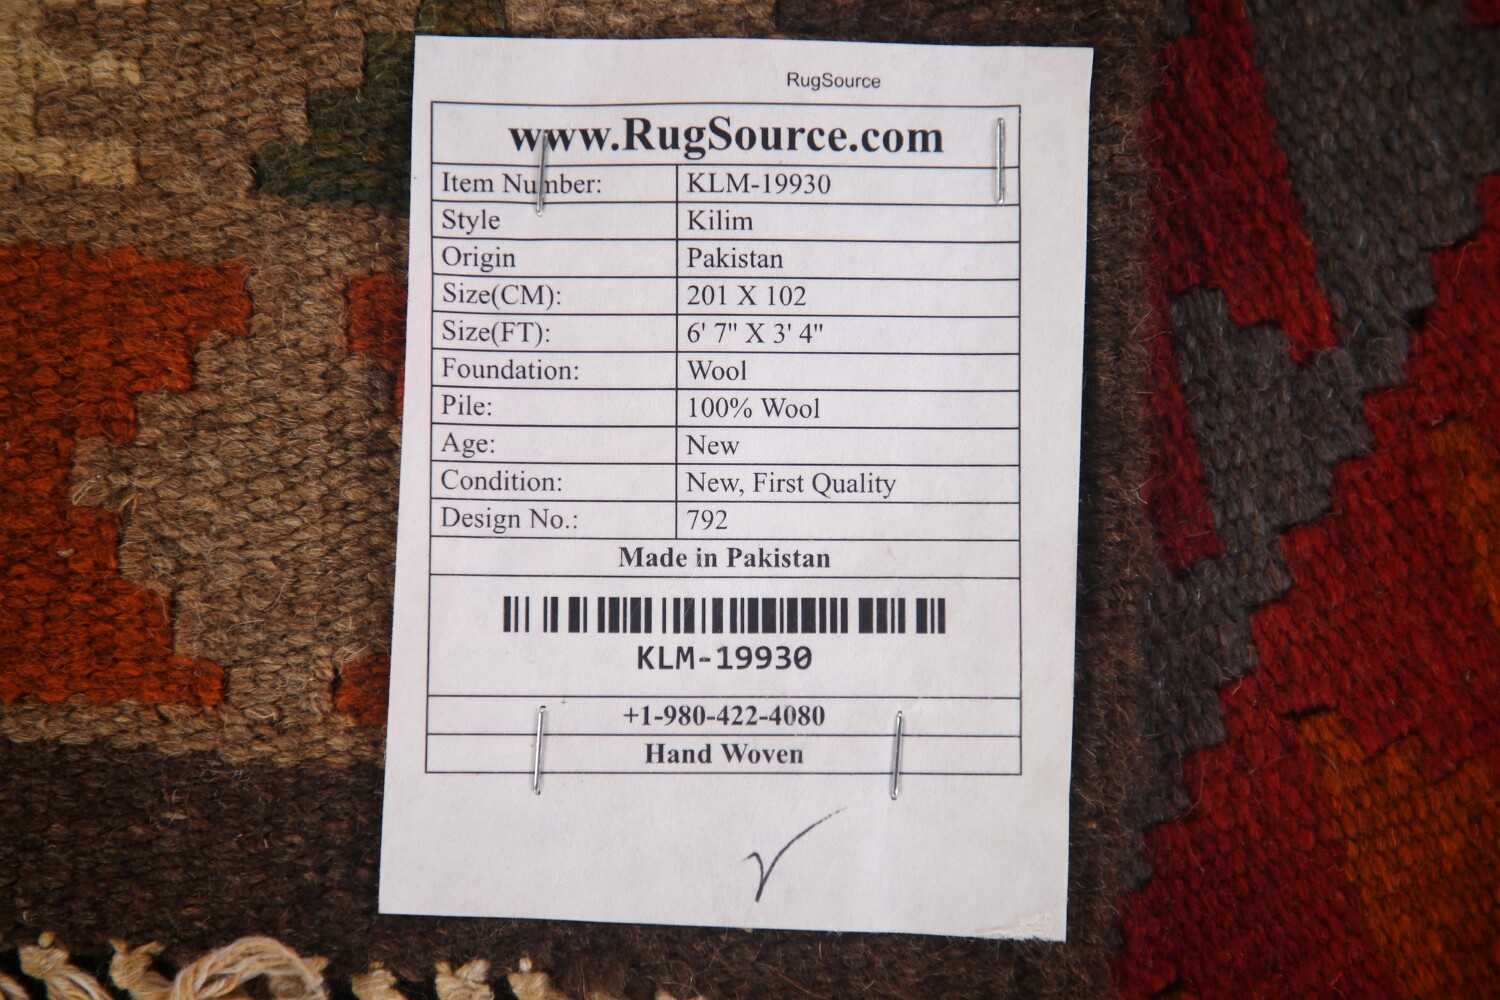 RugSource
www.RugSource.com
Item Number: KLM-19930
Style Kilim
Origin Pakistan
Size(CM): 201 X 102
Size(FT): 6' 7" X 3' 4"
Foundation: Wool
Pile: 100% Wool
Age: New
Condition: New, First Quality
Design No.: 792
Made in Pakistan
KLM-19930
+1-980-422-4080
Hand Woven